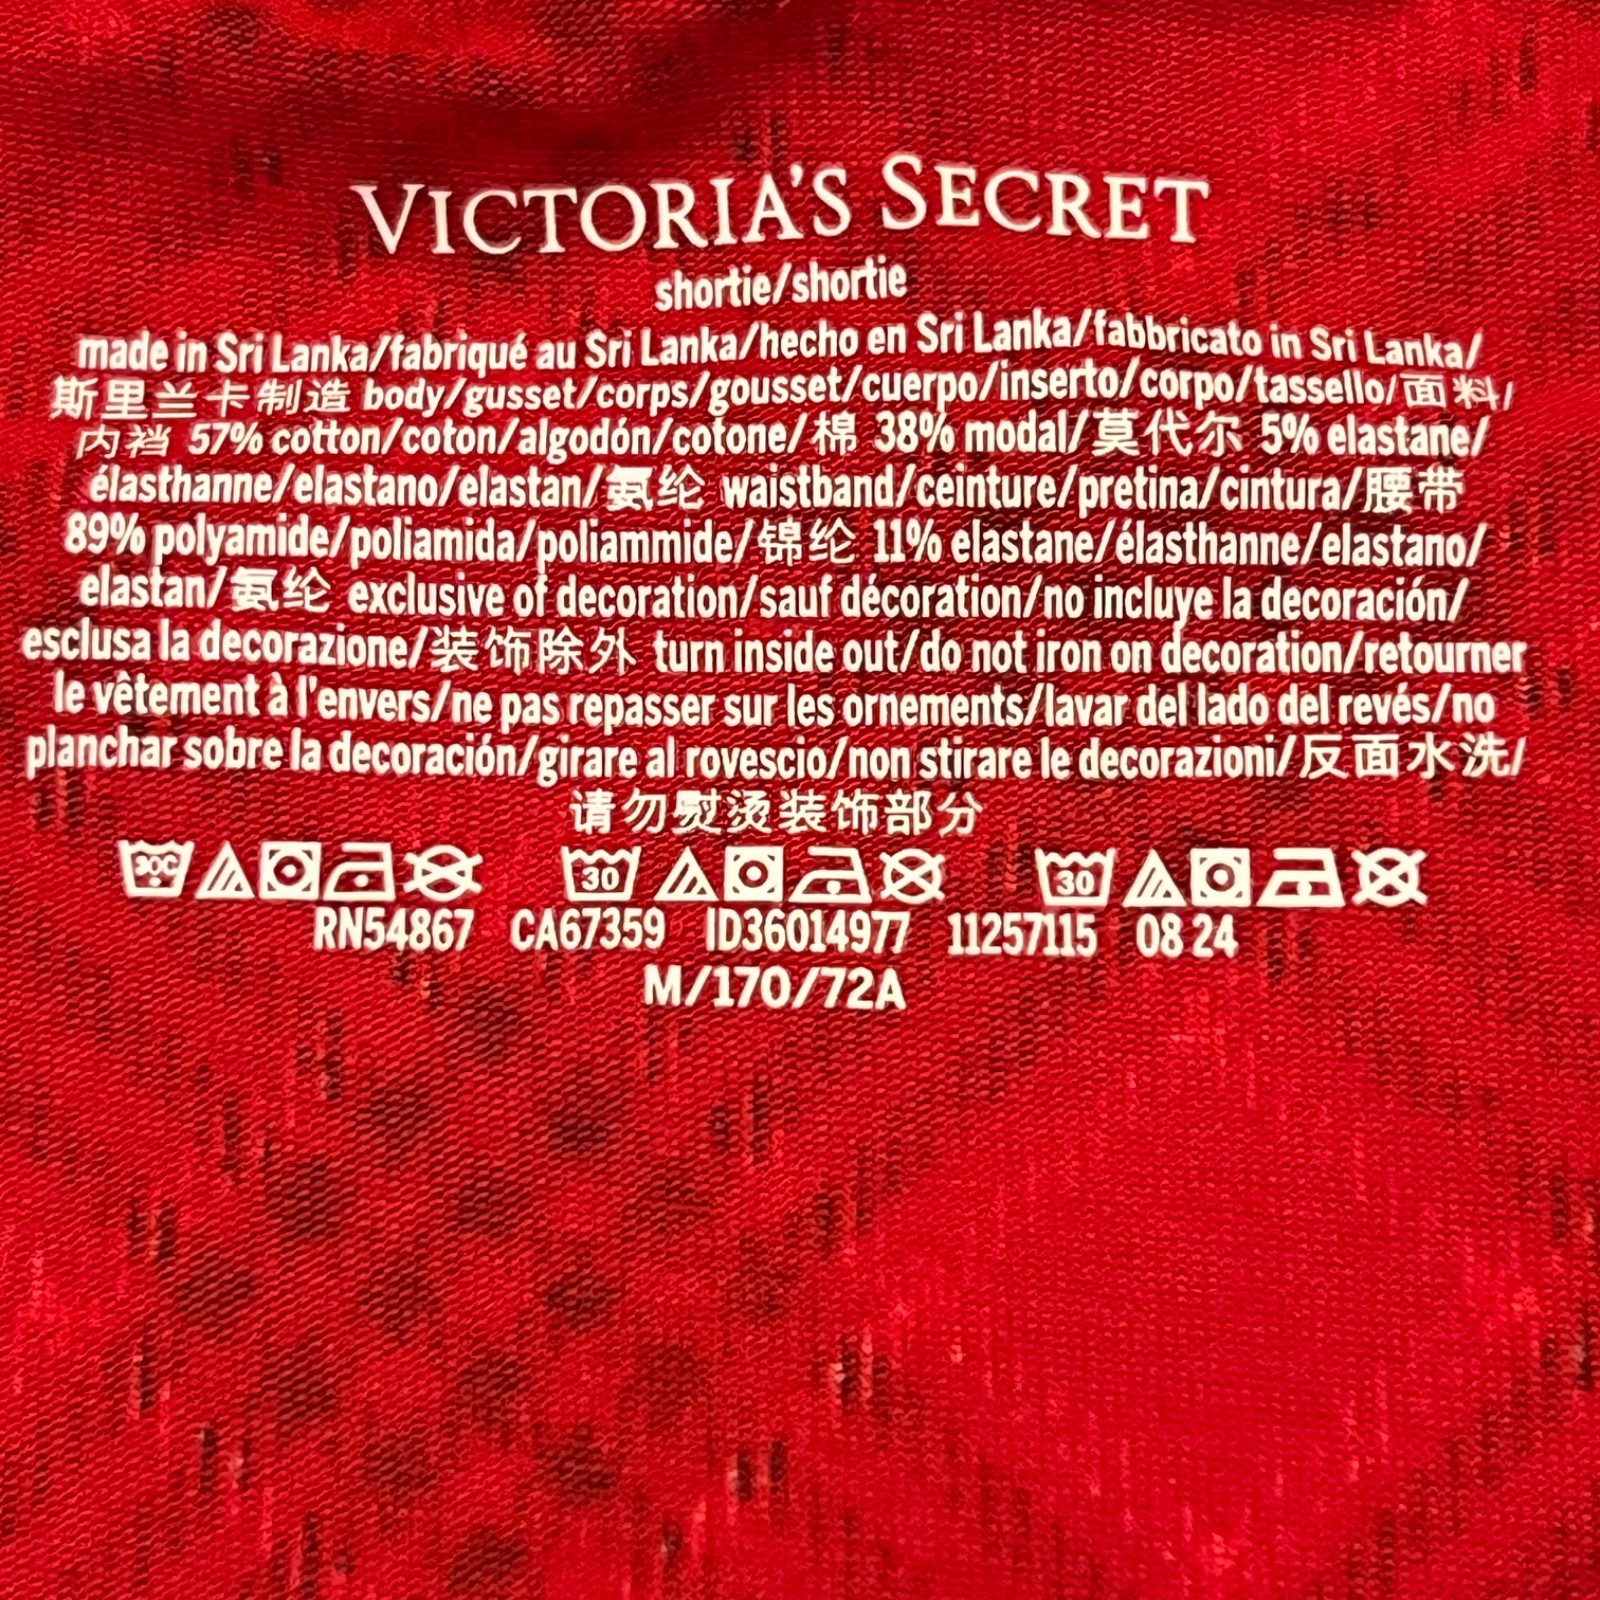 VICTORIA'S SECRET
shortie/shortie
made in Sri Lanka/fabriqué au Sri Lanka/hecho en Sri Lanka/fabbricato in Sri Lanka/
斯里兰卡制造 body/gusset/corps/gousset/cuerpo/inserto/corpo/tassello/面料/
内裆 57% cotton/coton/algodón/cotone/棉 38% modal/莫代尔 5% elastane/
élasthanne/elastano/elastan/氨纶 waistband/ceinture/pretina/cintura/腰带
89% polyamide/poliamida/poliammide/锦纶 11% elastane/élasthanne/elastano/
elastan/氨纶 exclusive of decoration/sauf décoration/no incluye la decoración/
esclusa la decorazione/装饰除外 turn inside out/do not iron on decoration/retourner
le vêtement à l'envers/ne pas repasser sur les ornements/lavar del lado del revés/no
planchar sobre la decoración/girare al rovescio/non stirare le decorazioni/反面水洗/
请勿熨烫装饰部分
30C 30 30
RN54867 CA67359 ID36014977 11257115 08 24
M/170/72A